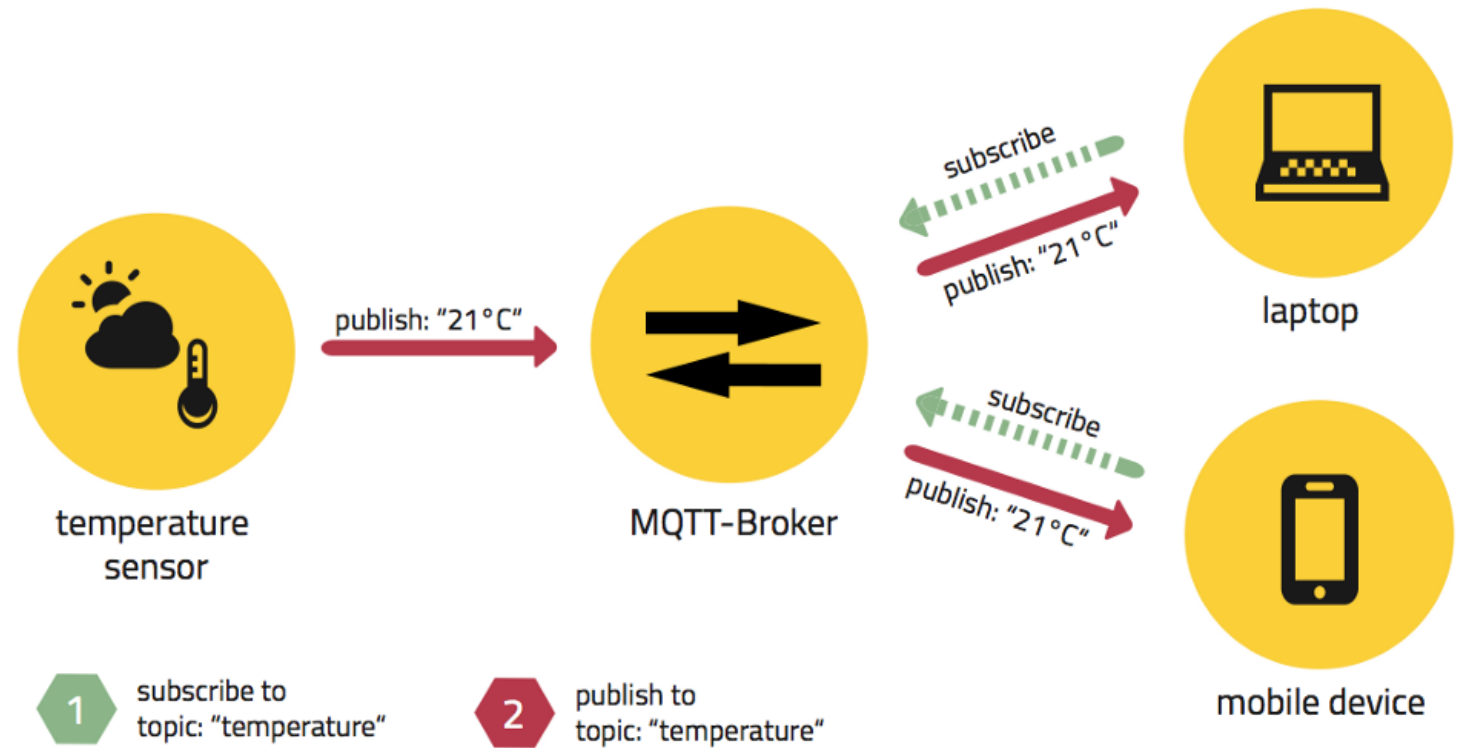 subscribe
publish: “21°C“
laptop
publish: “21°C“
subscribe
publish: “21°C“
temperature
sensor
MQTT-Broker
mobile device
1
subscribe to
topic: “temperature“
2
publish to
topic: “temperature“